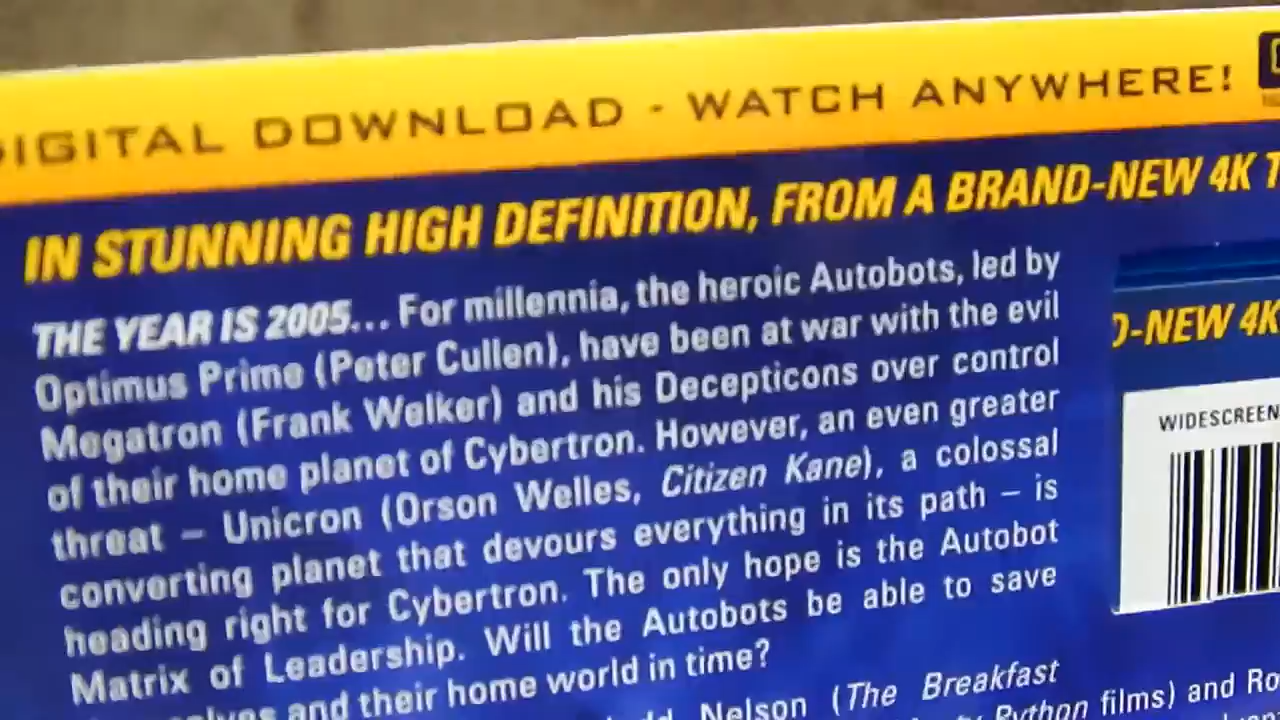 DIGITAL DOWNLOAD - WATCH ANYWHERE!
IN STUNNING HIGH DEFINITION, FROM A BRAND-NEW 4K
THE YEAR IS 2005... For millennia, the heroic Autobots, led by
Optimus Prime (Peter Cullen), have been at war with the evil
Megatron (Frank Welker) and his Decepticons over control
of their home planet of Cybertron. However, an even greater
threat – Unicron (Orson Welles, Citizen Kane), a colossal
converting planet that devours everything in its path – is
heading right for Cybertron. The only hope is the Autobot
Matrix of Leadership. Will the Autobots be able to save
and their home world in time?
Nelson (The Breakfast
Python films) and
-NEW 4K
WIDESCREEN